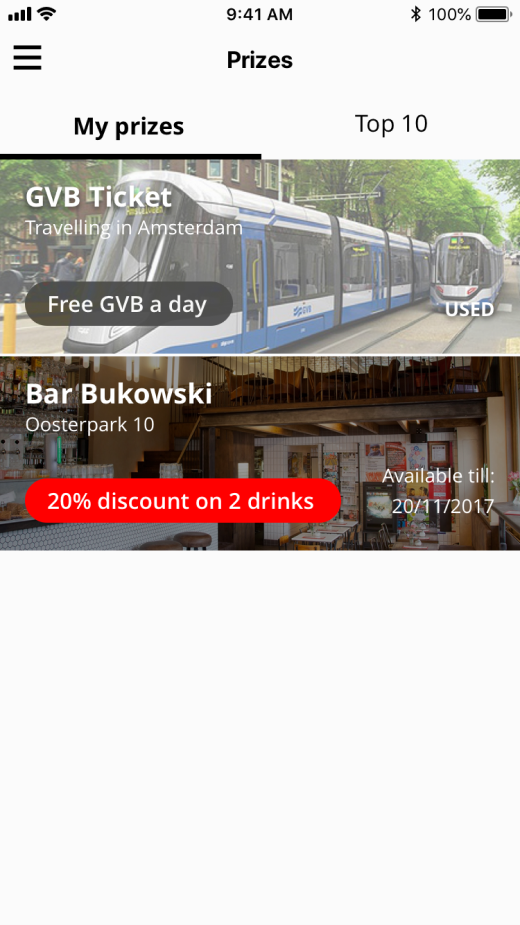 9:41 AM
100%
Prizes
My prizes
Top 10
GVB Ticket
Travelling in Amsterdam
Free GVB a day
GVB
USED
Bar Bukowski
Oosterpark 10
20% discount on 2 drinks
Available till:
20/11/2017